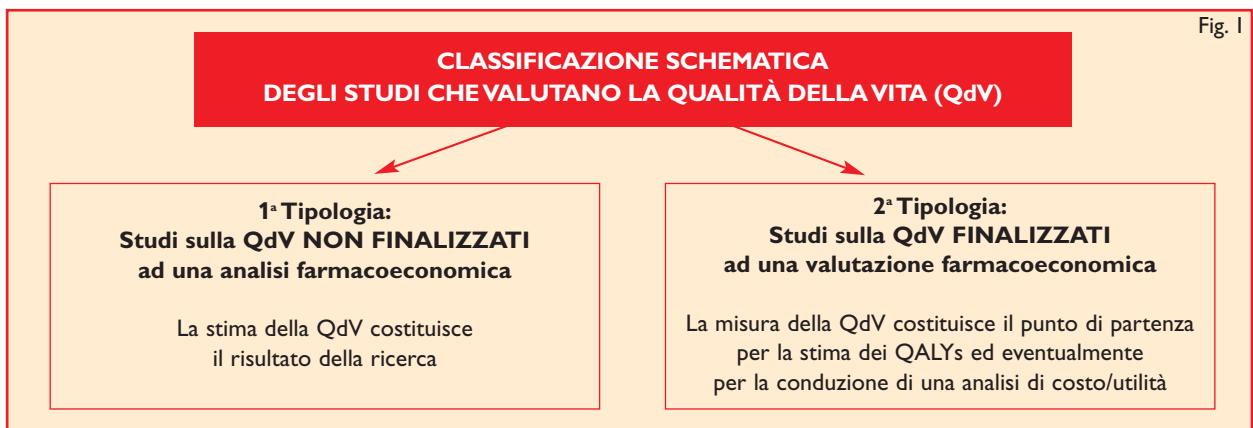 Fig. 1
CLASSIFICAZIONE SCHEMATICA
DEGLI STUDI CHE VALUTANO LA QUALITÀ DELLA VITA (QdV)
1ª Tipologia:
Studi sulla QdV NON FINALIZZATI
ad una analisi farmacoeconomica
La stima della QdV costituisce
il risultato della ricerca
2ª Tipologia:
Studi sulla QdV FINALIZZATI
ad una valutazione farmacoeconomica
La misura della QdV costituisce il punto di partenza
per la stima dei QALYs ed eventualmente
per la conduzione di una analisi di costo/utilità